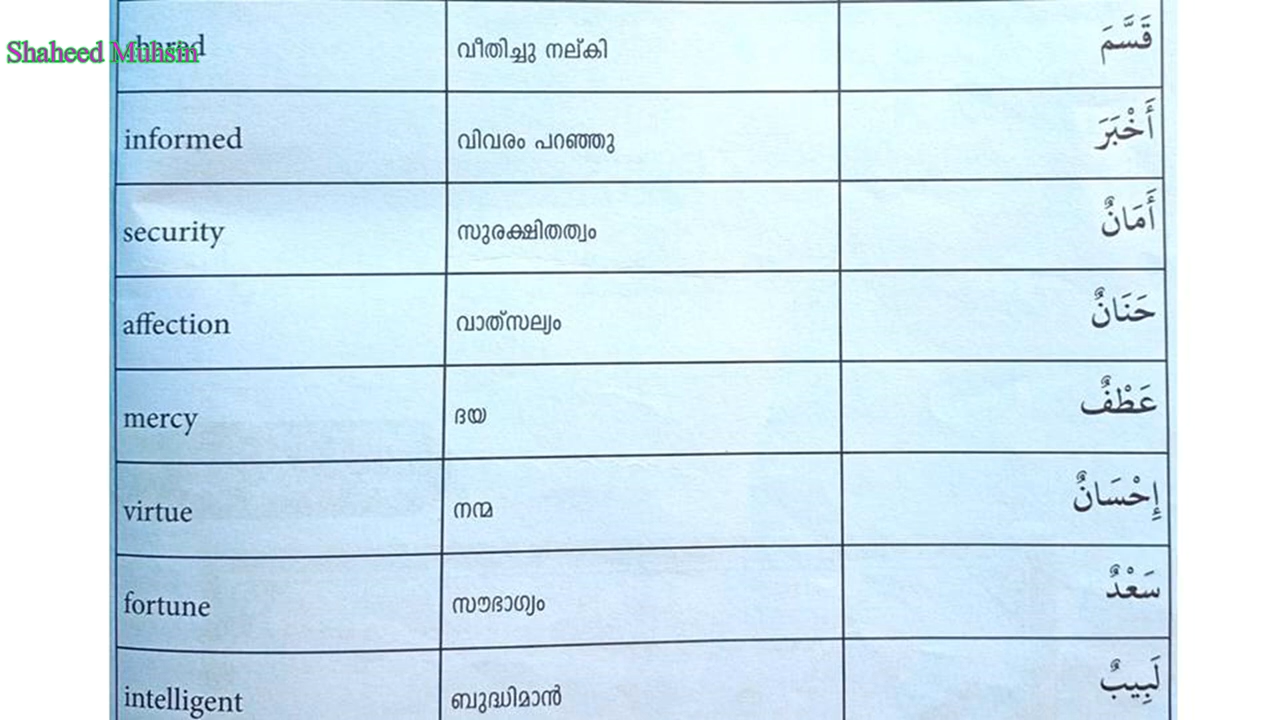 Shaheed Muhsin
shared വീതിച്ചു നല്കി قَسَّمَ
informed വിവരം പറഞ്ഞു أَخْبَرَ
security സുരക്ഷിതത്വം أَمَانٌ
affection വാത്സല്യം حَنَانٌ
mercy ദയ عَطْفٌ
virtue നന്മ إِحْسَانٌ
fortune സൗഭാഗ്യം سَعْدٌ
intelligent ബുദ്ധിമാൻ لَبِيبٌ